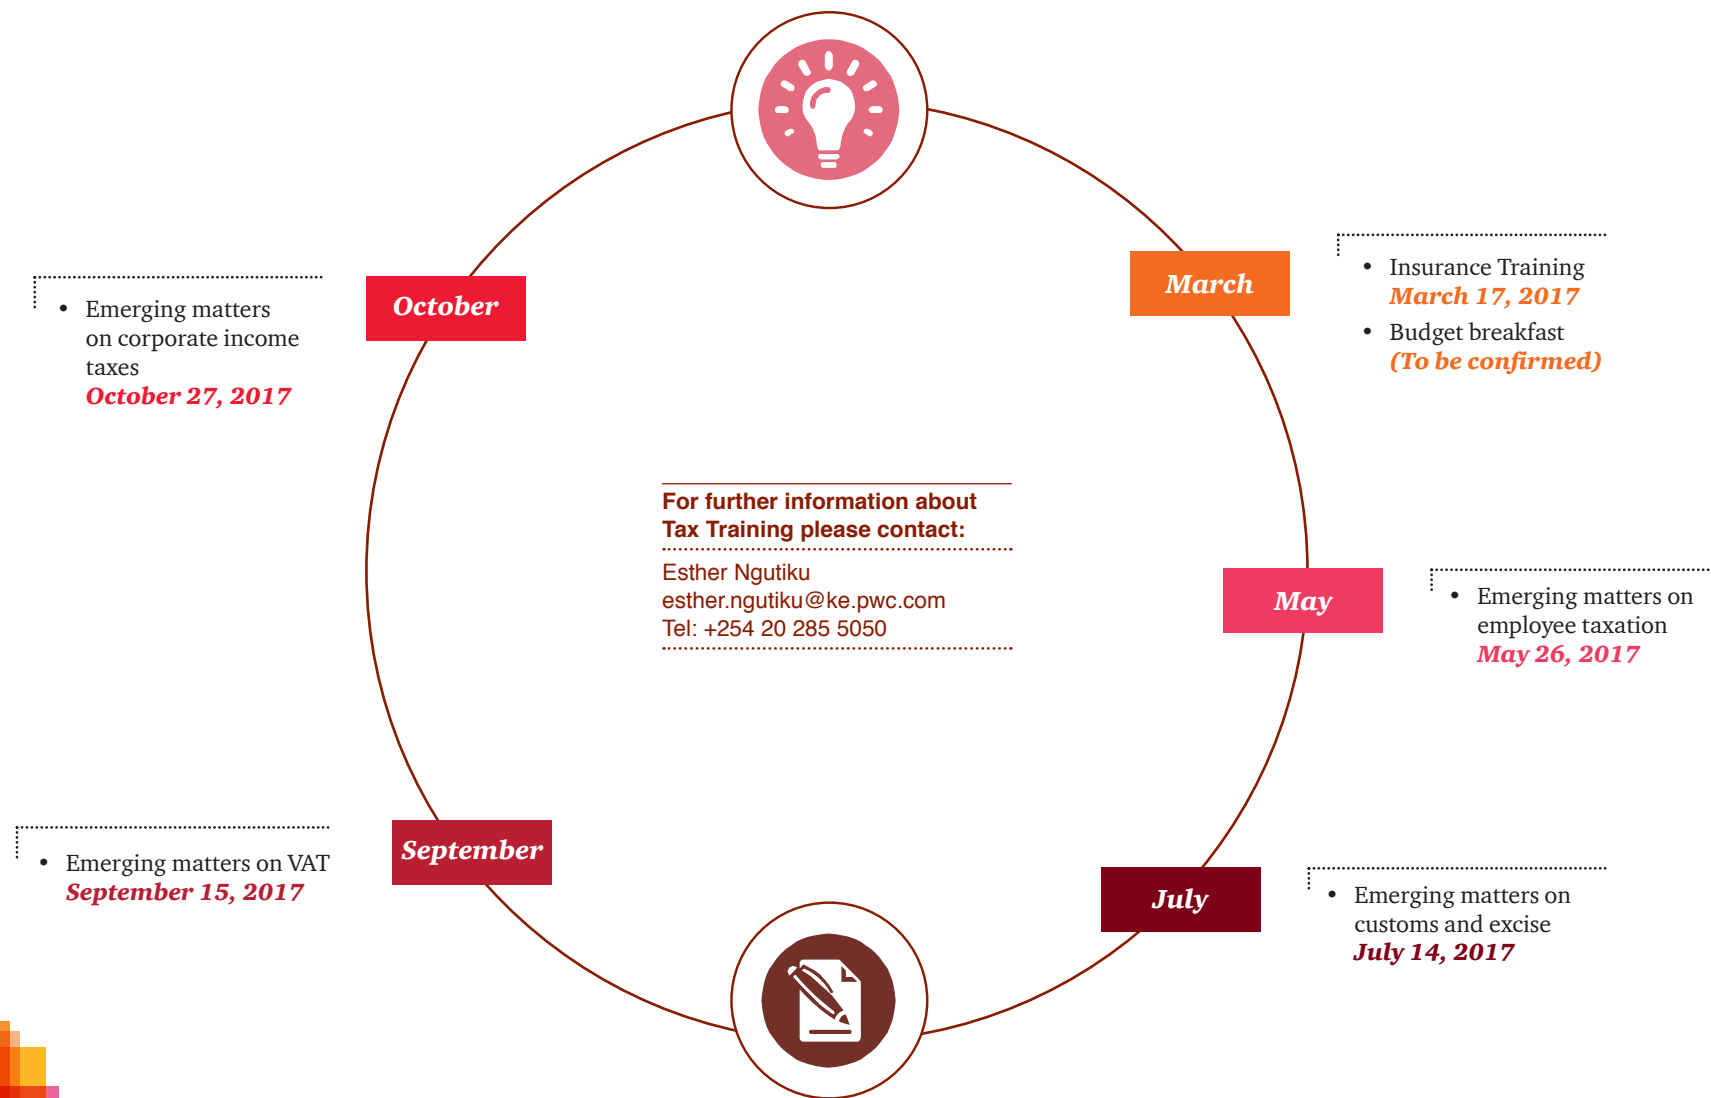 March
• Insurance Training
March 17, 2017
• Budget breakfast
(To be confirmed)
May
• Emerging matters on
employee taxation
May 26, 2017
July
• Emerging matters on
customs and excise
July 14, 2017
September
• Emerging matters on VAT
September 15, 2017
October
• Emerging matters
on corporate income
taxes
October 27, 2017
For further information about
Tax Training please contact:
Esther Ngutiku
esther.ngutiku@ke.pwc.com
Tel: +254 20 285 5050